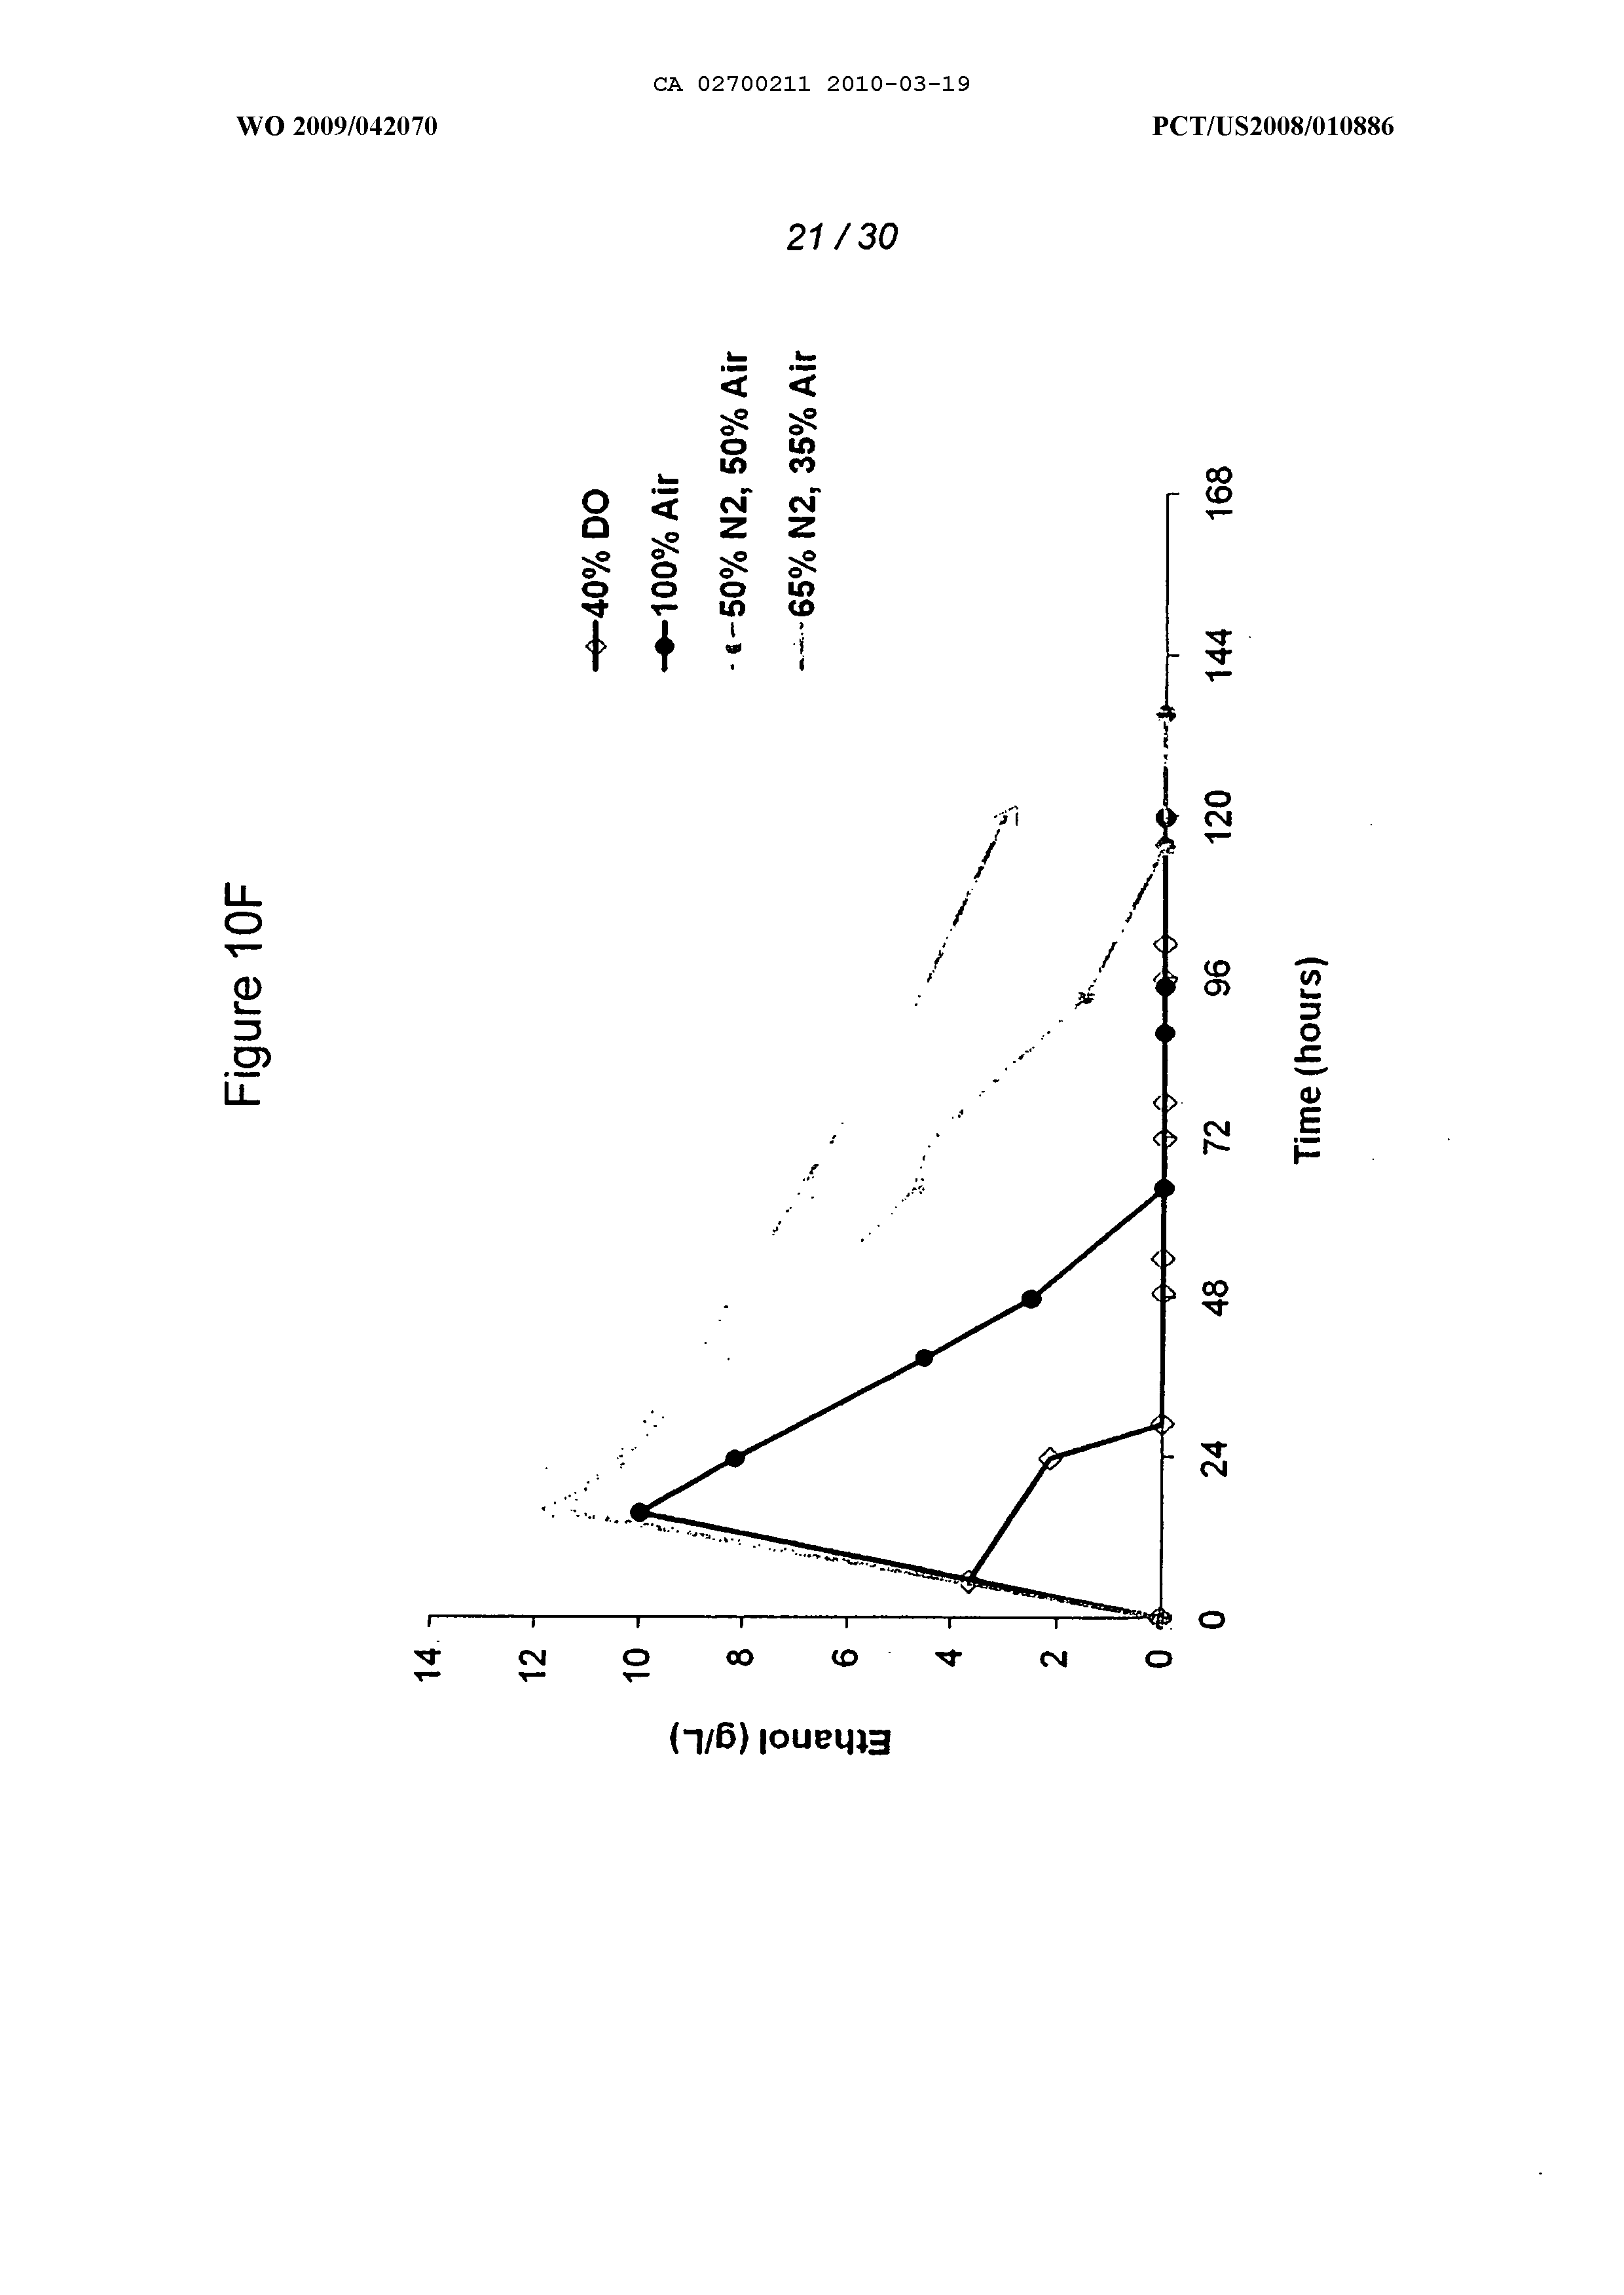 CA 02700211 2010-03-19
WO 2009/042070
PCT/US2008/010886
21 / 30
Figure 10F
40% DO
100% Air
50% N2, 50% Air
65% N2, 35% Air
Ethanol (g/L)
14
12
10
8
6
4
2
0
0
24
48
72
96
120
144
168
Time (hours)